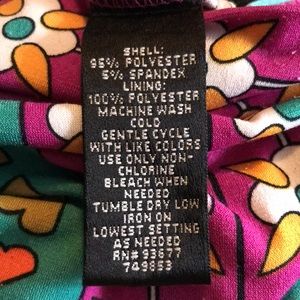 SHELL:
95% POLYESTER
5% SPANDEX
LINING:
100% POLYESTER
MACHINE WASH
COLD
GENTLE CYCLE
WITH LIKE COLORS
USE ONLY NON-
CHLORINE
BLEACH WHEN
NEEDED
TUMBLE DRY LOW
IRON ON
LOWEST SETTING
AS NEEDED
RN# 93677
749853